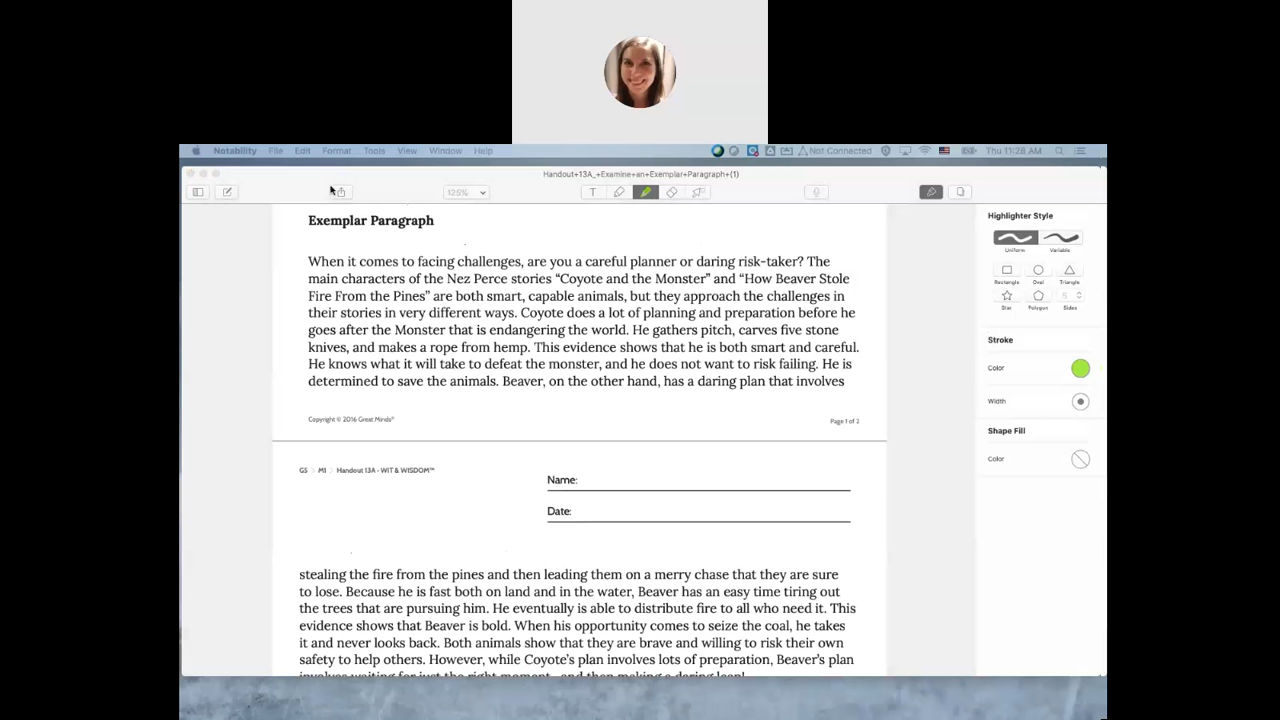 Notability File Edit Format Tools View Window Help Not Connected Thu 11:28 AM
Handout+13A_+Examine+an+Exemplar+Paragraph+(1)
125% T
Exemplar Paragraph
When it comes to facing challenges, are you a careful planner or daring risk-taker? The
main characters of the Nez Perce stories “Coyote and the Monster” and “How Beaver Stole
Fire From the Pines” are both smart, capable animals, but they approach the challenges in
their stories in very different ways. Coyote does a lot of planning and preparation before he
goes after the Monster that is endangering the world. He gathers pitch, carves five stone
knives, and makes a rope from hemp. This evidence shows that he is both smart and careful.
He knows what it will take to defeat the monster, and he does not want to risk failing. He is
determined to save the animals. Beaver, on the other hand, has a daring plan that involves
Copyright © 2016 Great Minds®
Page 1 of 2
G5 > M1 > Handout 13A • WIT & WISDOM™
Name:
Date:
stealing the fire from the pines and then leading them on a merry chase that they are sure
to lose. Because he is fast both on land and in the water, Beaver has an easy time tiring out
the trees that are pursuing him. He eventually is able to distribute fire to all who need it. This
evidence shows that Beaver is bold. When his opportunity comes to seize the coal, he takes
it and never looks back. Both animals show that they are brave and willing to risk their own
safety to help others. However, while Coyote’s plan involves lots of preparation, Beaver’s plan
involves waiting for just the right moment—and then making a daring leap!
Highlighter Style
Uniform Variable
Rectangle Oval Triangle
Star Polygon 5 Sides
Stroke
Color
Width
Shape Fill
Color